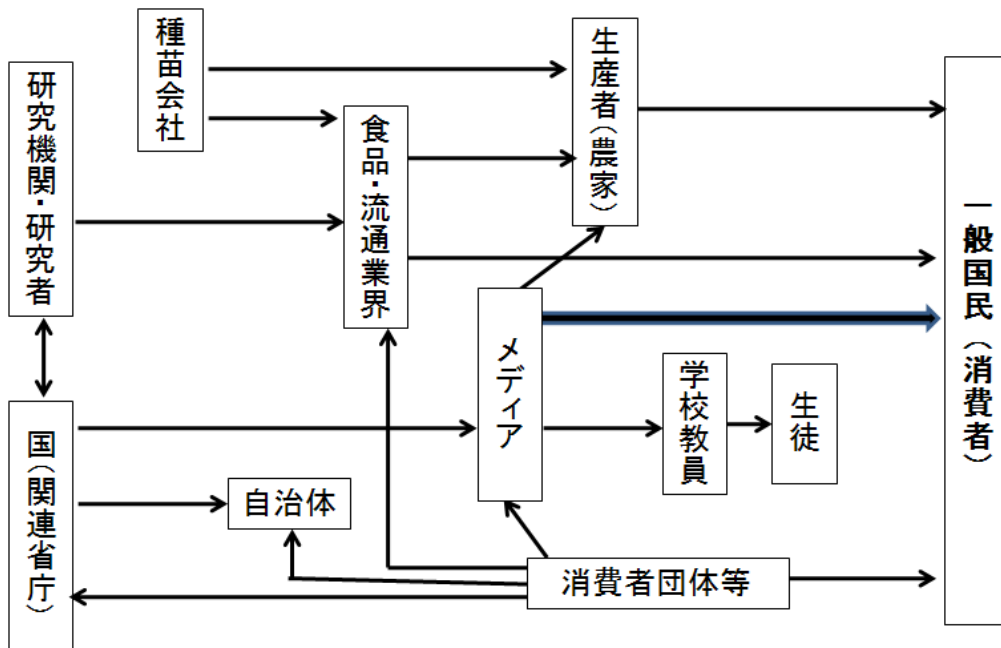 種苗会社
研究機関・研究者
食品・流通業界
生産者(農家)
一般国民(消費者)
メディア
学校教員
生徒
国(関連省庁)
自治体
消費者団体等